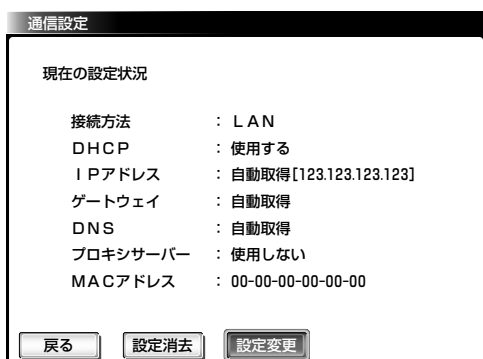 通信設定
現在の設定状況
接続方法 : LAN
DHCP : 使用する
IPアドレス : 自動取得[123.123.123.123]
ゲートウェイ : 自動取得
DNS : 自動取得
プロキシサーバー : 使用しない
MACアドレス : 00-00-00-00-00-00
戻る 設定消去 設定変更